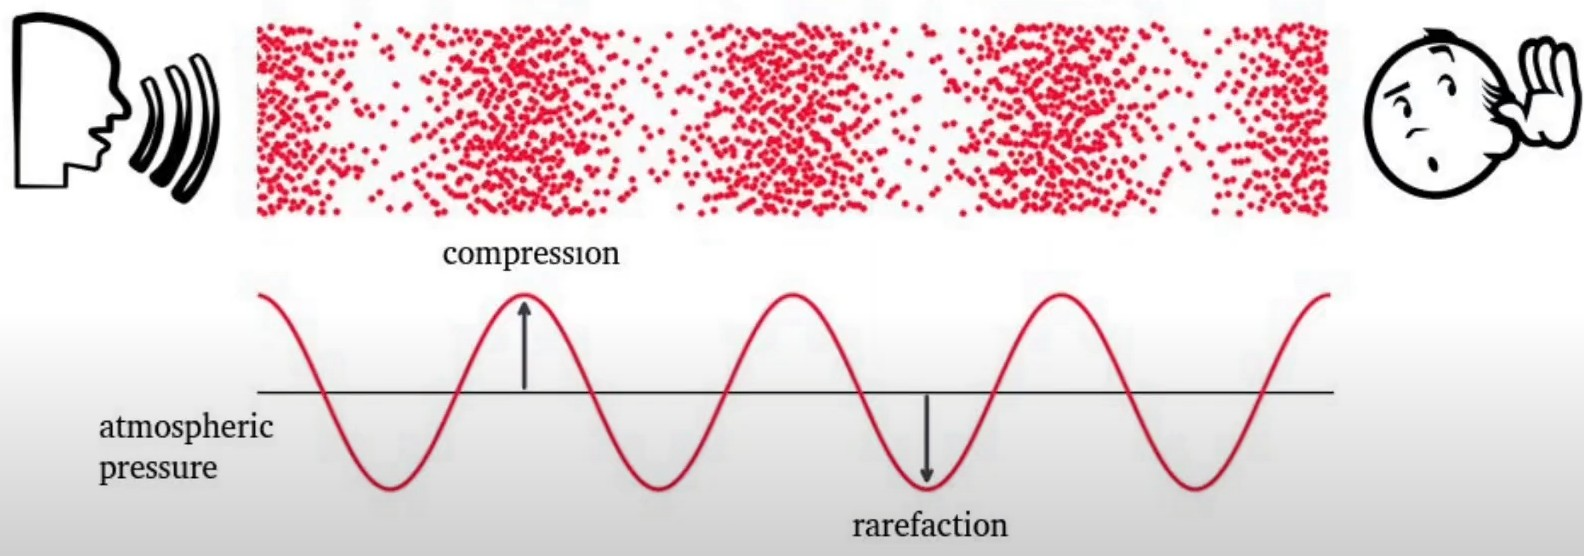 compression
atmospheric
pressure
rarefaction